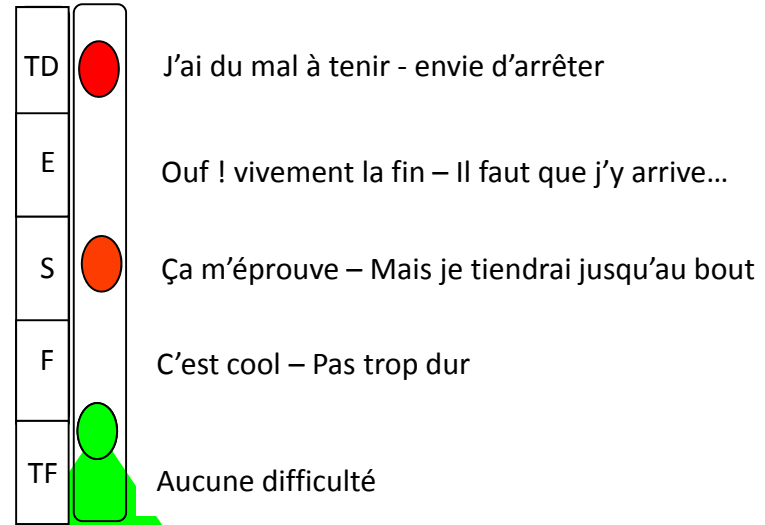 TD J’ai du mal à tenir - envie d’arrêter
E Ouf ! vivement la fin – Il faut que j’y arrive…
S Ça m’éprouve – Mais je tiendrai jusqu’au bout
F C’est cool – Pas trop dur
TF Aucune difficulté